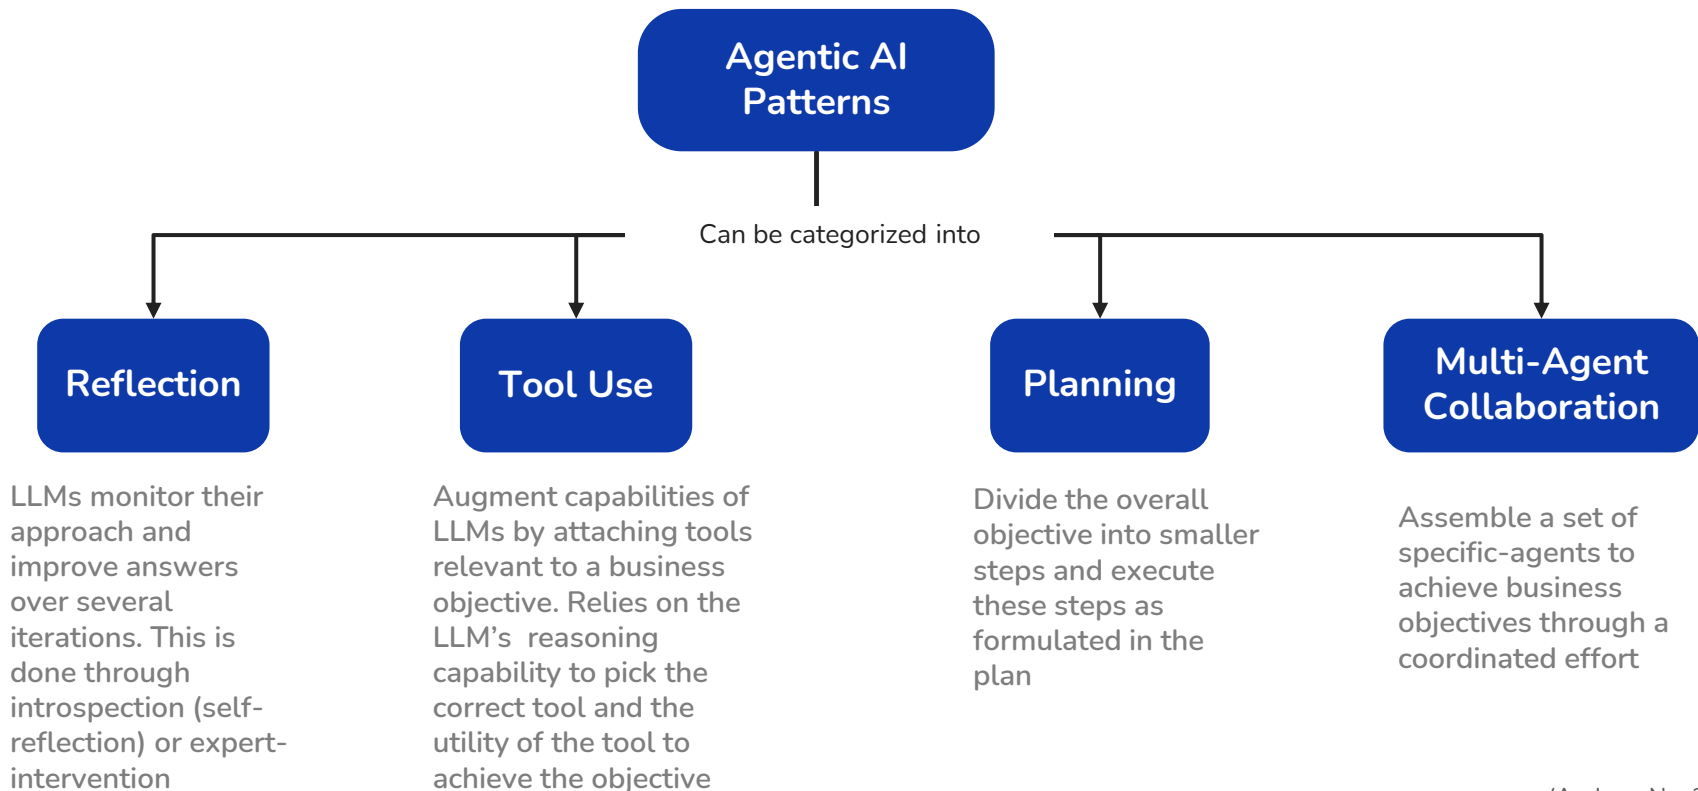 Agentic AI
Patterns
Can be categorized into
Reflection
Tool Use
Planning
Multi-Agent
Collaboration
LLMs monitor their
approach and
improve answers
over several
iterations. This is
done through
introspection (self-
reflection) or expert-
intervention
Augment capabilities of
LLMs by attaching tools
relevant to a business
objective. Relies on the
LLM’s  reasoning
capability to pick the
correct tool and the
utility of the tool to
achieve the objective
Divide the overall
objective into smaller
steps and execute
these steps as
formulated in the
plan
Assemble a set of
specific-agents to
achieve business
objectives through a
coordinated effort